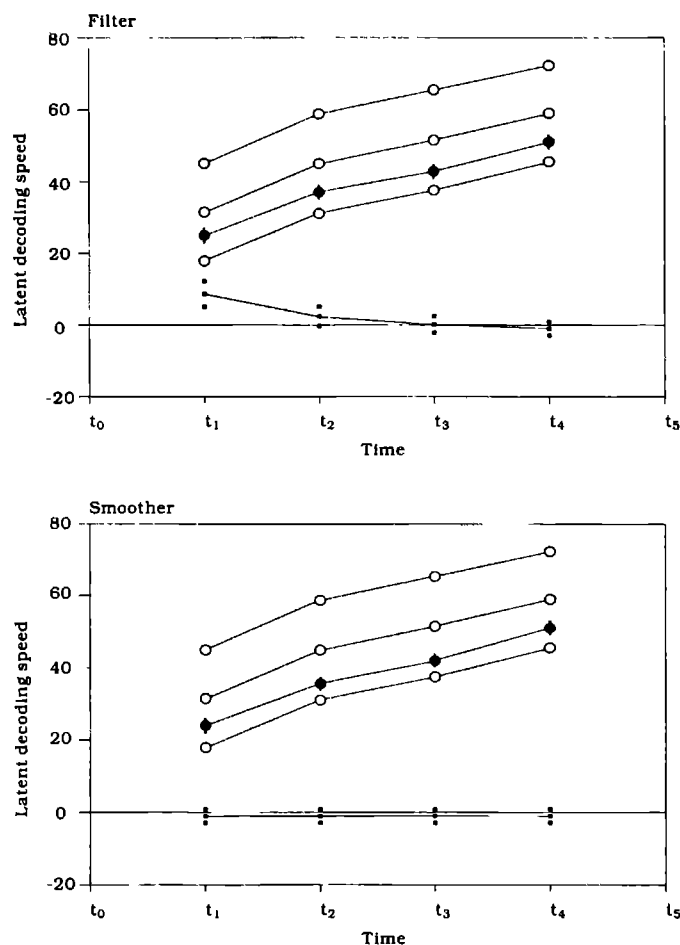 Filter
80
60
40
20
0
-20
Latent decoding speed
t₀ t₁ t₂ t₃ t₄ t₅
Time
Smoother
80
60
40
20
0
-20
Latent decoding speed
t₀ t₁ t₂ t₃ t₄ t₅
Time